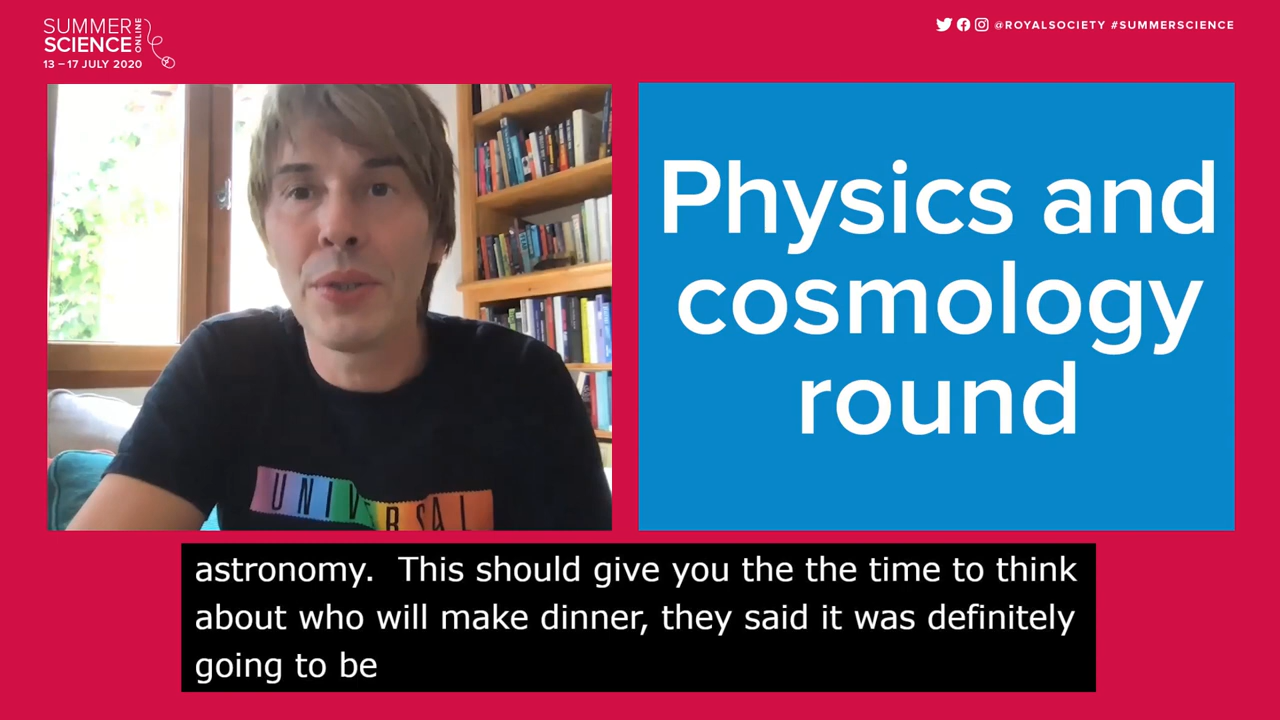 SUMMER
SCIENCE
ONLINE
13 – 17 JULY 2020
@ROYALSOCIETY #SUMMERSCIENCE
Physics and
cosmology
round
UNIVERSAL
astronomy.  This should give you the the time to think
about who will make dinner, they said it was definitely
going to be